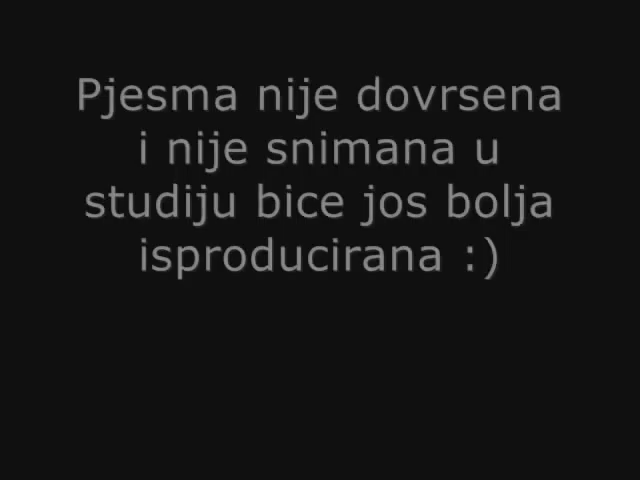 Pjesma nije dovrsena
i nije snimana u
studiju bice jos bolja
isproducirana :)